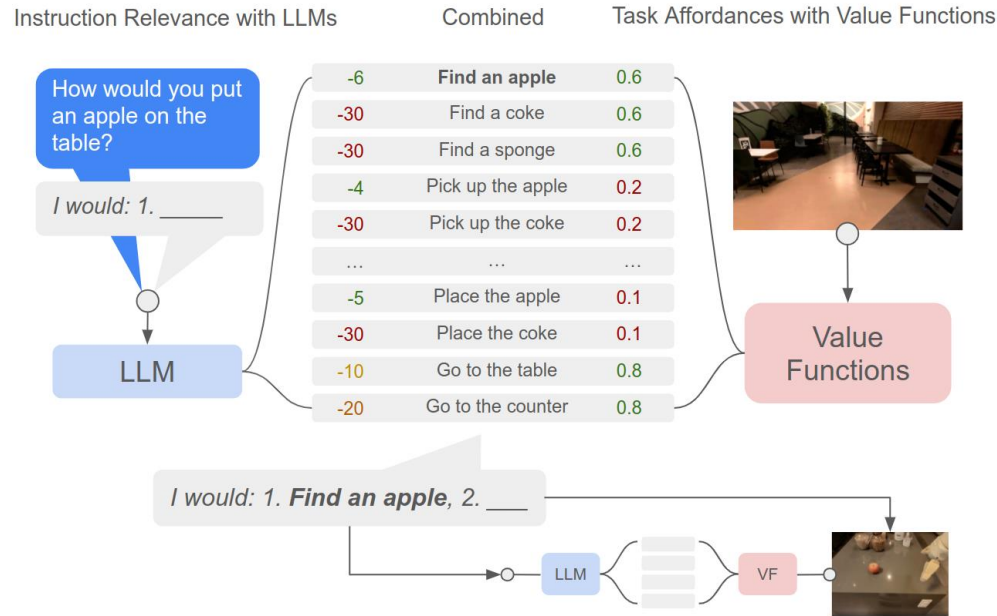 Instruction Relevance with LLMs
Combined
Task Affordances with Value Functions
How would you put
an apple on the
table?
I would: 1. _____
LLM
-6 Find an apple 0.6
-30 Find a coke 0.6
-30 Find a sponge 0.6
-4 Pick up the apple 0.2
-30 Pick up the coke 0.2
... ... ...
-5 Place the apple 0.1
-30 Place the coke 0.1
-10 Go to the table 0.8
-20 Go to the counter 0.8
Value
Functions
I would: 1. Find an apple, 2. ___
LLM
VF